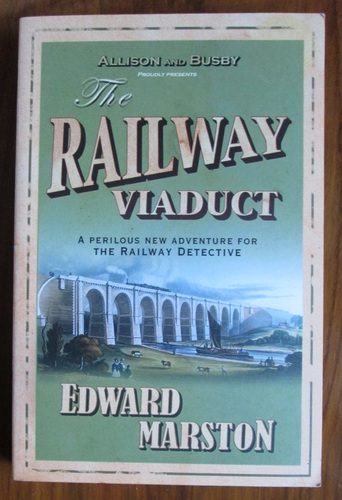 ALLISON AND BUSBY
PROUDLY PRESENTS
The
RAILWAY
VIADUCT
A PERILOUS NEW ADVENTURE FOR
THE RAILWAY DETECTIVE
EDWARD
MARSTON